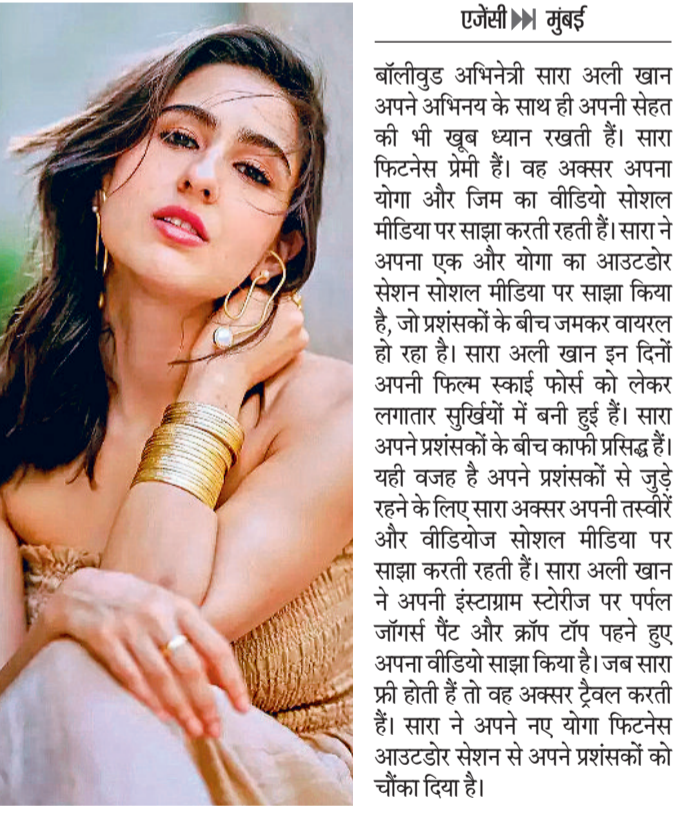 एजेंसी मुंबई
बॉलीवुड अभिनेत्री सारा अली खान
अपने अभिनय के साथ ही अपनी सेहत
की भी खूब ध्यान रखती हैं। सारा
फिटनेस प्रेमी हैं। वह अक्सर अपना
योगा और जिम का वीडियो सोशल
मीडिया पर साझा करती रहती हैं। सारा ने
अपना एक और योगा का आउटडोर
सेशन सोशल मीडिया पर साझा किया
है, जो प्रशंसकों के बीच जमकर वायरल
हो रहा है। सारा अली खान इन दिनों
अपनी फिल्म स्काई फोर्स को लेकर
लगातार सुर्खियों में बनी हुई हैं। सारा
अपने प्रशंसकों के बीच काफी प्रसिद्ध हैं।
यही वजह है अपने प्रशंसकों से जुड़े
रहने के लिए सारा अक्सर अपनी तस्वीरें
और वीडियोज सोशल मीडिया पर
साझा करती रहती हैं। सारा अली खान
ने अपनी इंस्टाग्राम स्टोरीज पर पर्पल
जॉगर्स पैंट और क्रॉप टॉप पहने हुए
अपना वीडियो साझा किया है। जब सारा
फ्री होती हैं तो वह अक्सर ट्रैवल करती
हैं। सारा ने अपने नए योगा फिटनेस
आउटडोर सेशन से अपने प्रशंसकों को
चौंका दिया है।